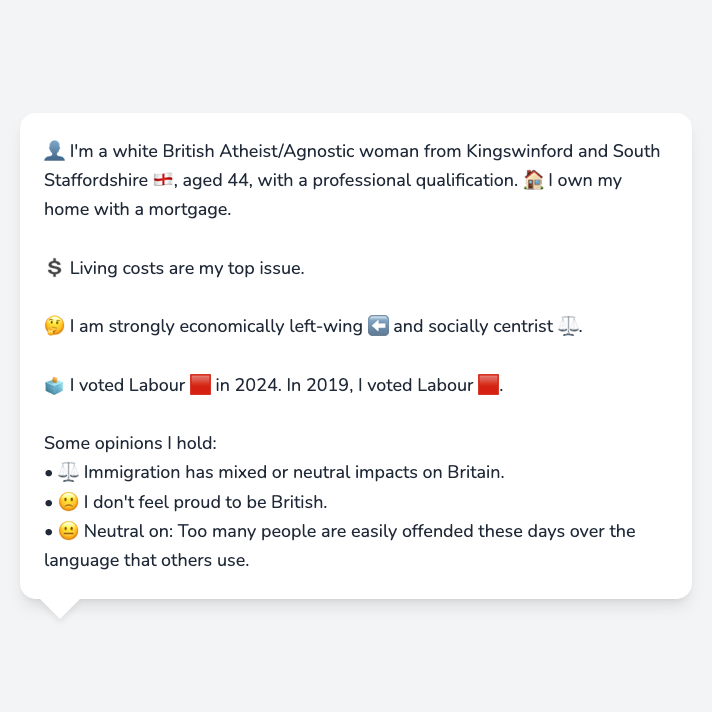 👤 I'm a white British Atheist/Agnostic woman from Kingswinford and South
Staffordshire 🏴󠁧󠁢󠁥󠁮󠁧󠁿, aged 44, with a professional qualification. 🏠 I own my
home with a mortgage.
💲 Living costs are my top issue.
🤔 I am strongly economically left-wing ⬅️ and socially centrist ⚖️.
🗳️ I voted Labour 🟥 in 2024. In 2019, I voted Labour 🟥.
Some opinions I hold:
• ⚖️ Immigration has mixed or neutral impacts on Britain.
• 🙁 I don't feel proud to be British.
• 😐 Neutral on: Too many people are easily offended these days over the
language that others use.